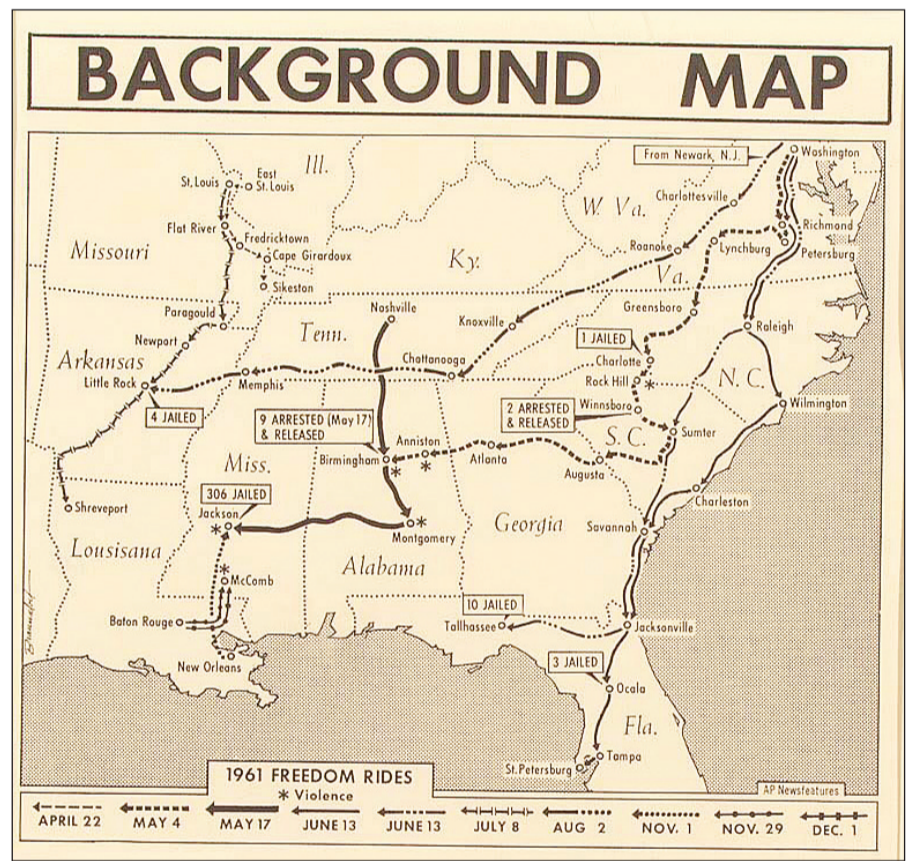 BACKGROUND MAP
From Newark, N.J.
Washington
East
St. Louis
St. Louis
Ill.
W. Va.
Charlottesville
Flat River
Fredricktown
Richmond
Lynchburg
Petersburg
Missouri
Cape Girardoux
Ky.
Roanoke
Va.
Sikeston
Greensboro
Paragould
Nashville
Knoxville
Raleigh
Tenn.
Newport
1 JAILED
Arkansas
Chattanooga
Charlotte
N. C.
Little Rock
Memphis
Rock Hill
*
Wilmington
4 JAILED
9 ARRESTED (May 17)
& RELEASED
2 ARRESTED
& RELEASED
Winnsboro
Anniston
S. C.
Sumter
Miss.
Birmingham
*
*
Atlanta
Augusta
306 JAILED
Shreveport
Jackson
*
Charleston
Georgia
Montgomery
*
Savannah
Lousisana
*
McComb
Alabama
10 JAILED
Baton Rouge
Tallhassee
Jacksonville
New Orleans
3 JAILED
Ocala
Fla.
Tampa
St. Petersburg
1961 FREEDOM RIDES
* Violence
AP Newsfeatures
APRIL 22 MAY 4 MAY 17 JUNE 13 JUNE 13 JULY 8 AUG 2 NOV. 1 NOV. 29 DEC. 1